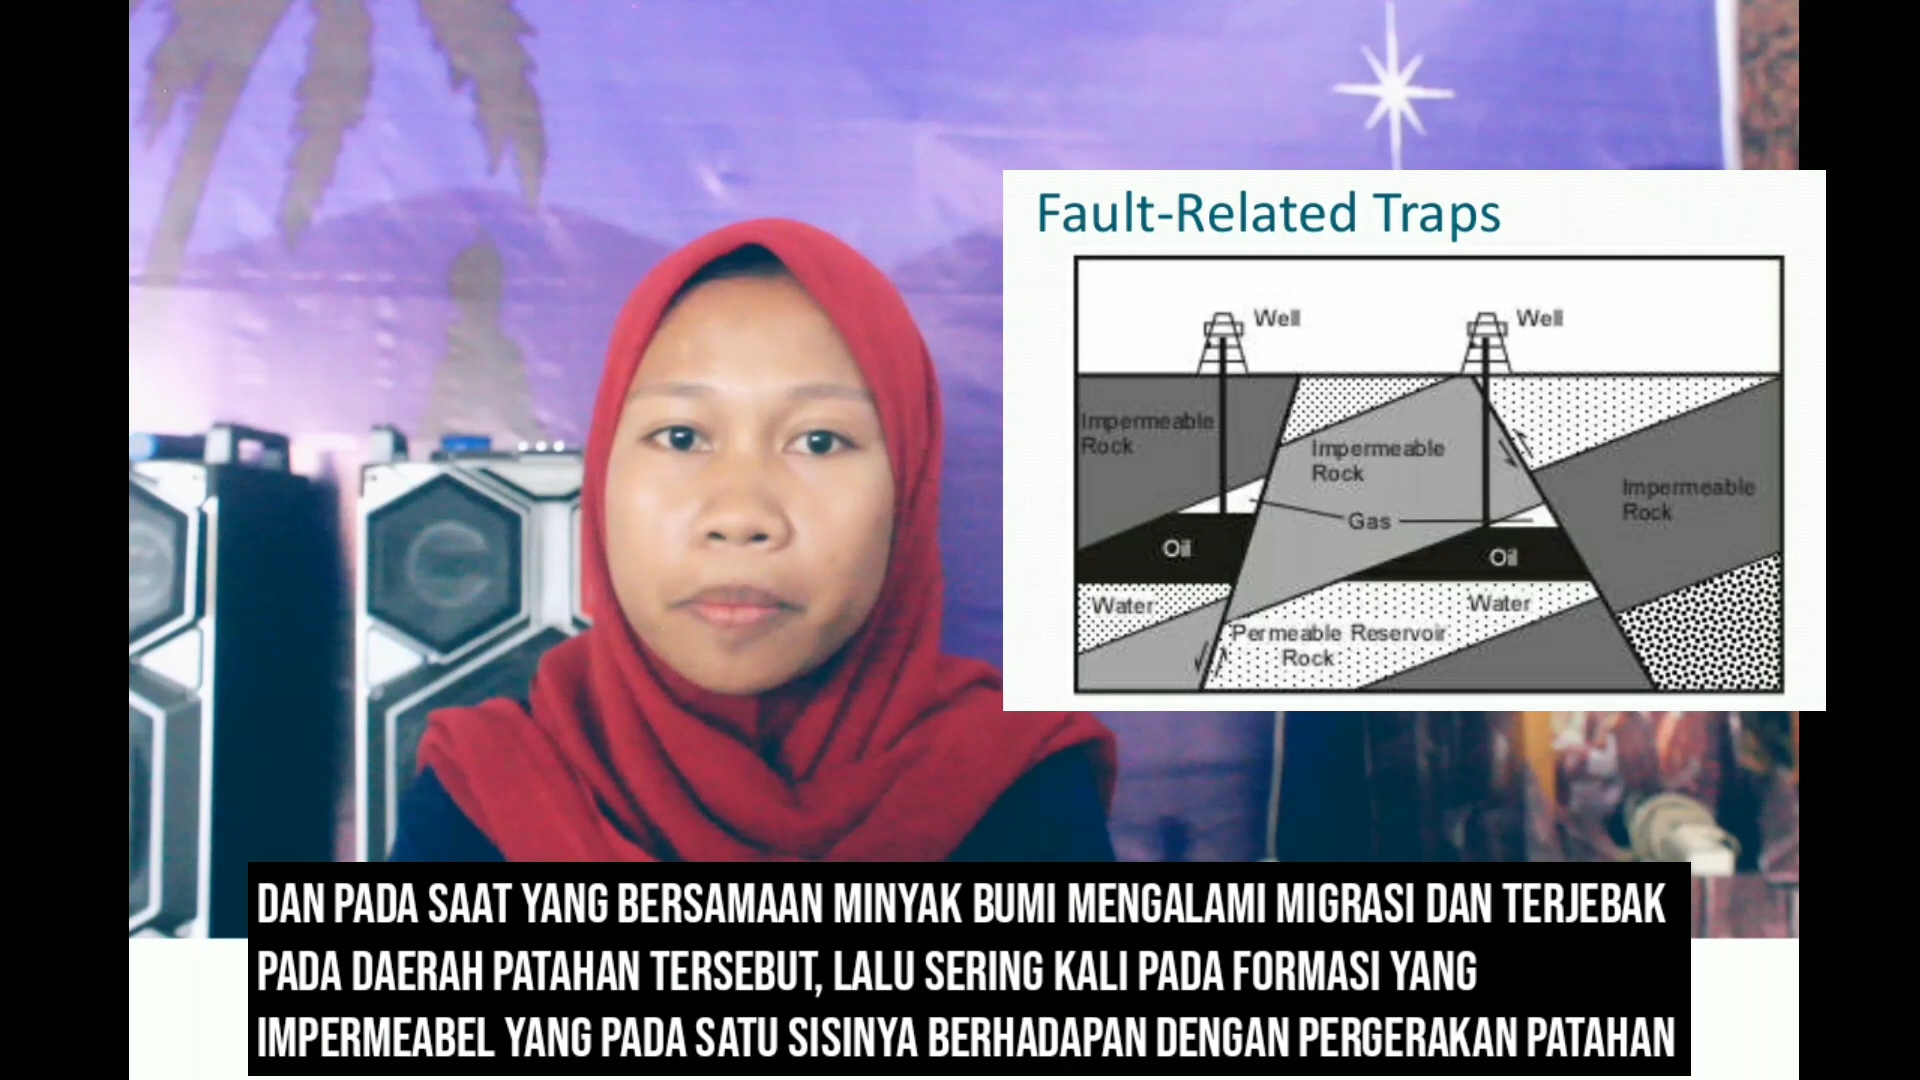 Fault-Related Traps
Well
Well
Impermeable
Rock
Impermeable
Rock
Impermeable
Rock
Gas
Oil
Oil
Water
Water
Permeable Reservoir
Rock
DAN PADA SAAT YANG BERSAMAAN MINYAK BUMI MENGALAMI MIGRASI DAN TERJEBAK
PADA DAERAH PATAHAN TERSEBUT, LALU SERING KALI PADA FORMASI YANG
IMPERMEABEL YANG PADA SATU SISINYA BERHADAPAN DENGAN PERGERAKAN PATAHAN